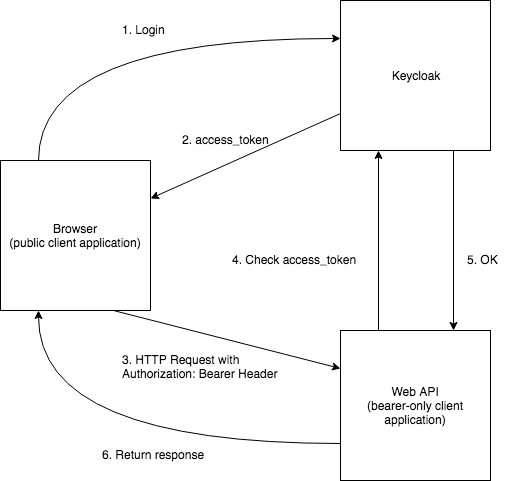 1. Login
Keycloak
2. access_token
Browser
(public client application)
4. Check access_token
5. OK
3. HTTP Request with
Authorization: Bearer Header
Web API
(bearer-only client
application)
6. Return response